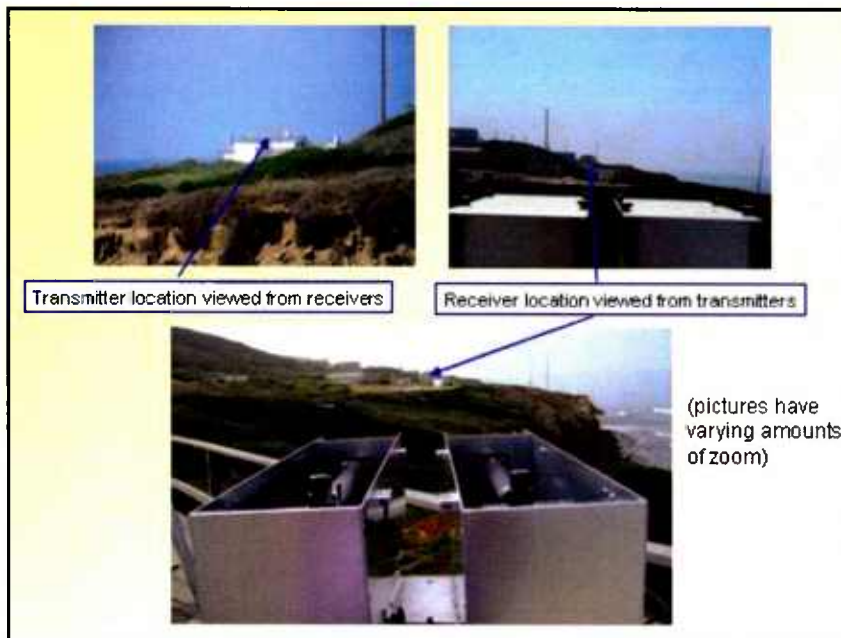 Transmitter location viewed from receivers
Receiver location viewed from transmitters
(pictures have
varying amounts
of zoom)